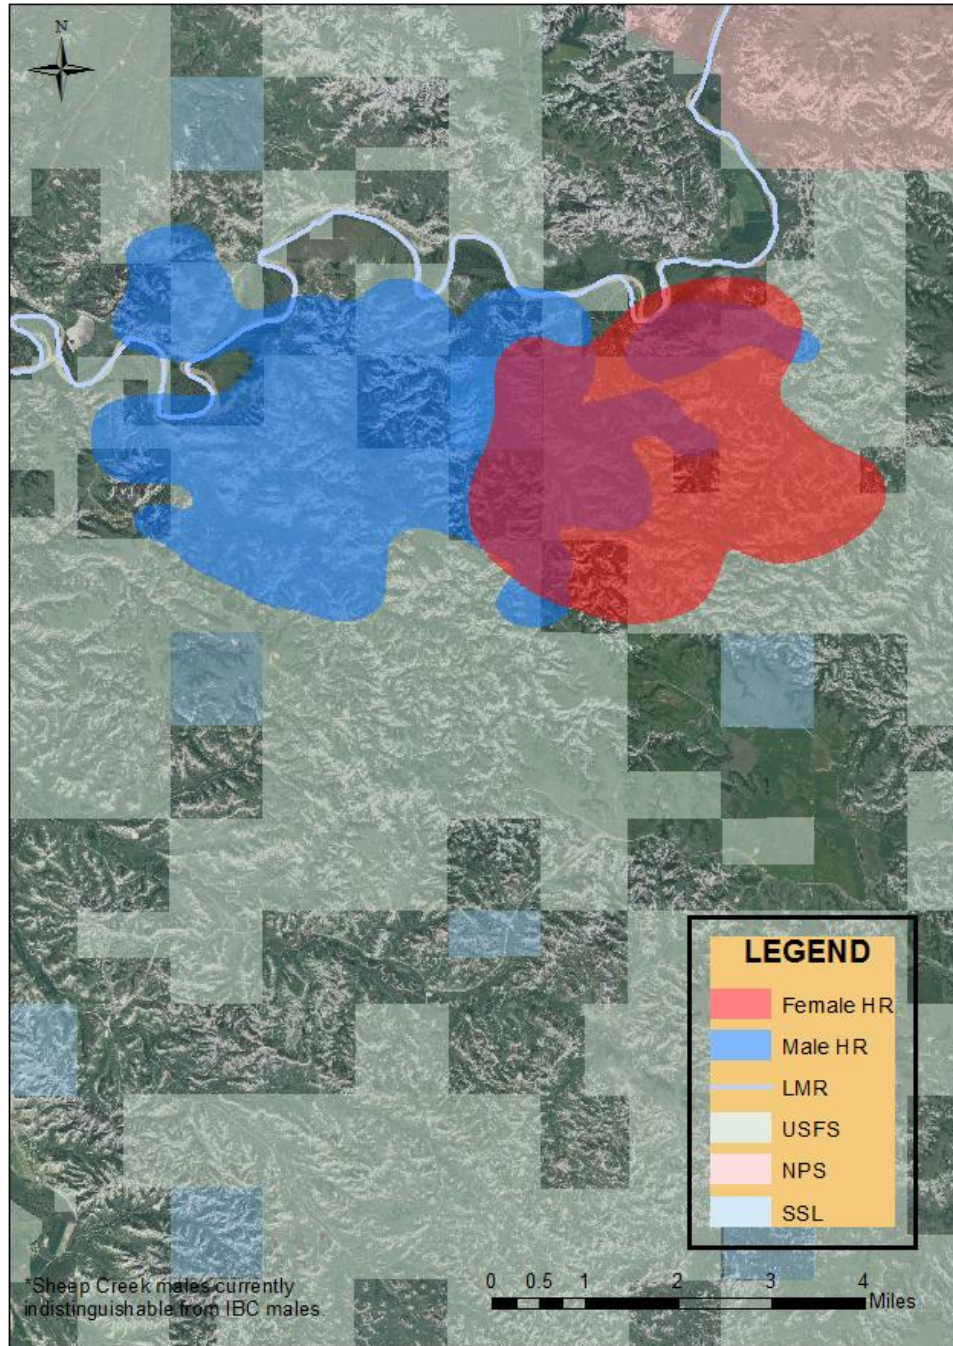 N
LEGEND
Female HR
Male HR
LMR
USFS
NPS
SSL
*Sheep Creek males currently
indistinguishable from IBC males.
0 0.5 1 2 3 4
Miles